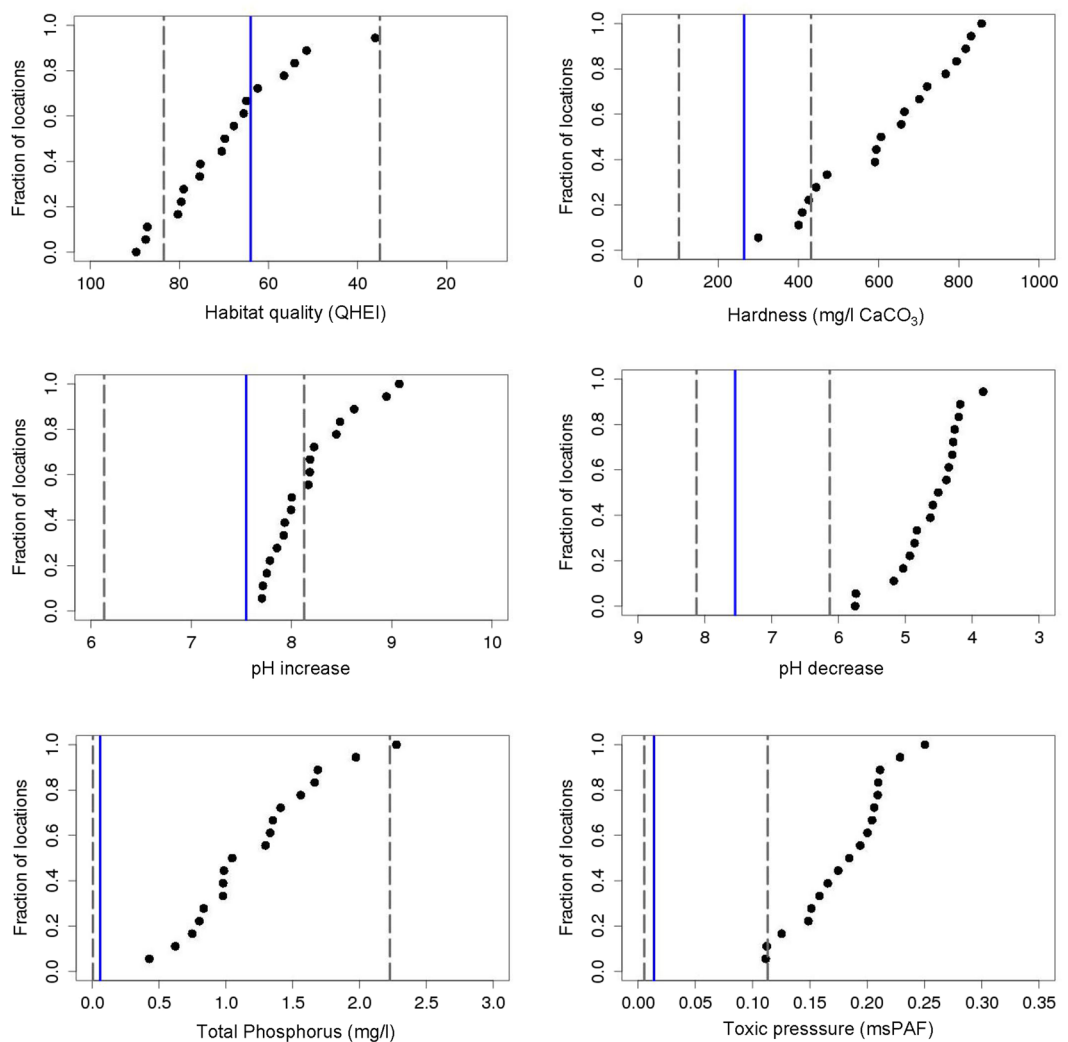 Fraction of locations
0.0 0.2 0.4 0.6 0.8 1.0
100 80 60 40 20
Habitat quality (QHEI)
Fraction of locations
0.0 0.2 0.4 0.6 0.8 1.0
0 200 400 600 800 1000
Hardness (mg/l CaCO₃)
Fraction of locations
0.0 0.2 0.4 0.6 0.8 1.0
6 7 8 9 10
pH increase
Fraction of locations
0.0 0.2 0.4 0.6 0.8 1.0
9 8 7 6 5 4 3
pH decrease
Fraction of locations
0.0 0.2 0.4 0.6 0.8 1.0
0.0 0.5 1.0 1.5 2.0 2.5 3.0
Total Phosphorus (mg/l)
Fraction of locations
0.0 0.2 0.4 0.6 0.8 1.0
0.00 0.05 0.10 0.15 0.20 0.25 0.30 0.35
Toxic presssure (msPAF)